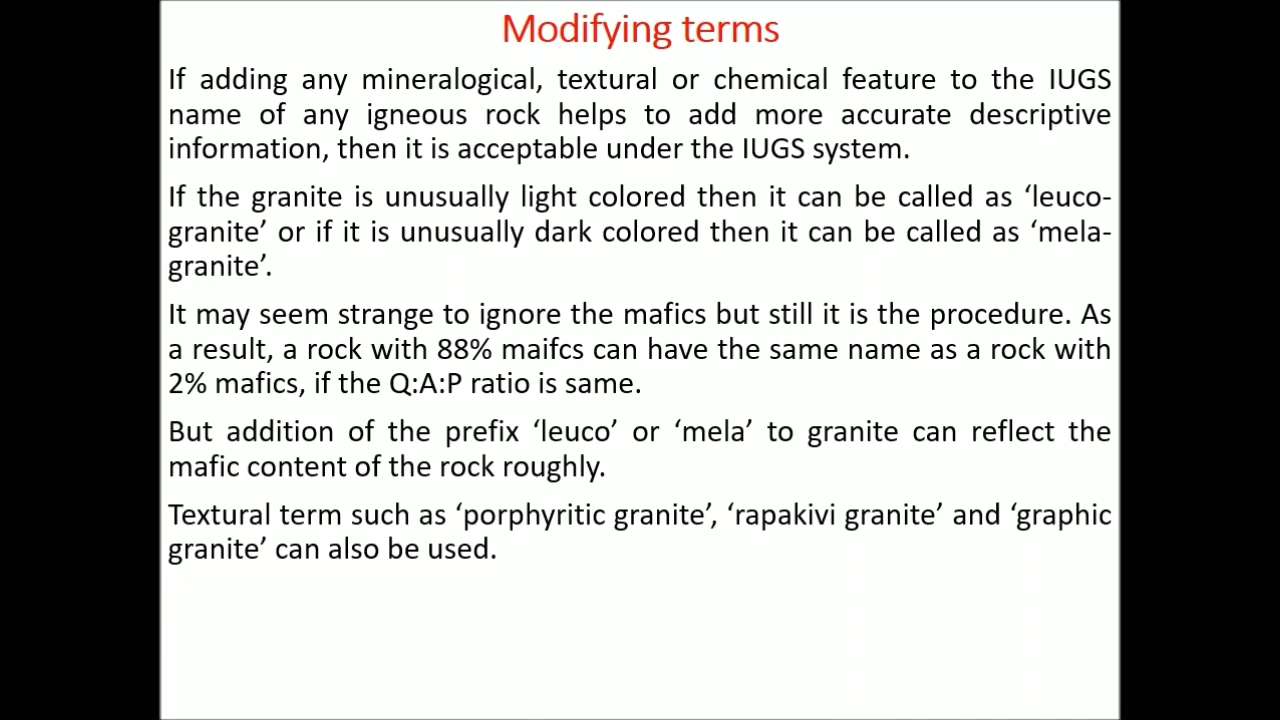 Modifying terms
If adding any mineralogical, textural or chemical feature to the IUGS
name of any igneous rock helps to add more accurate descriptive
information, then it is acceptable under the IUGS system.
If the granite is unusually light colored then it can be called as ‘leuco-
granite’ or if it is unusually dark colored then it can be called as ‘mela-
granite’.
It may seem strange to ignore the mafics but still it is the procedure. As
a result, a rock with 88% maifcs can have the same name as a rock with
2% mafics, if the Q:A:P ratio is same.
But addition of the prefix ‘leuco’ or ‘mela’ to granite can reflect the
mafic content of the rock roughly.
Textural term such as ‘porphyritic granite’, ‘rapakivi granite’ and ‘graphic
granite’ can also be used.